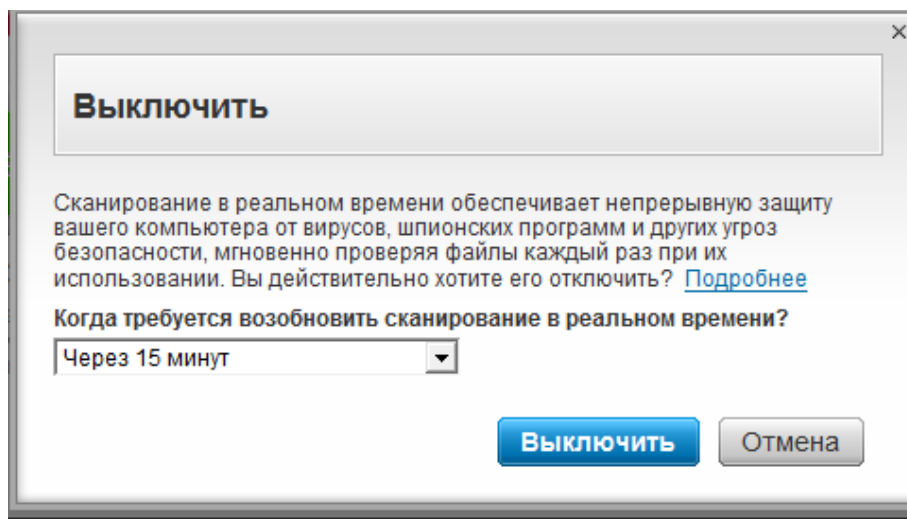 Выключить
Сканирование в реальном времени обеспечивает непрерывную защиту
вашего компьютера от вирусов, шпионских программ и других угроз
безопасности, мгновенно проверяя файлы каждый раз при их
использовании. Вы действительно хотите его отключить? Подробнее
Когда требуется возобновить сканирование в реальном времени?
Через 15 минут
Выключить Отмена